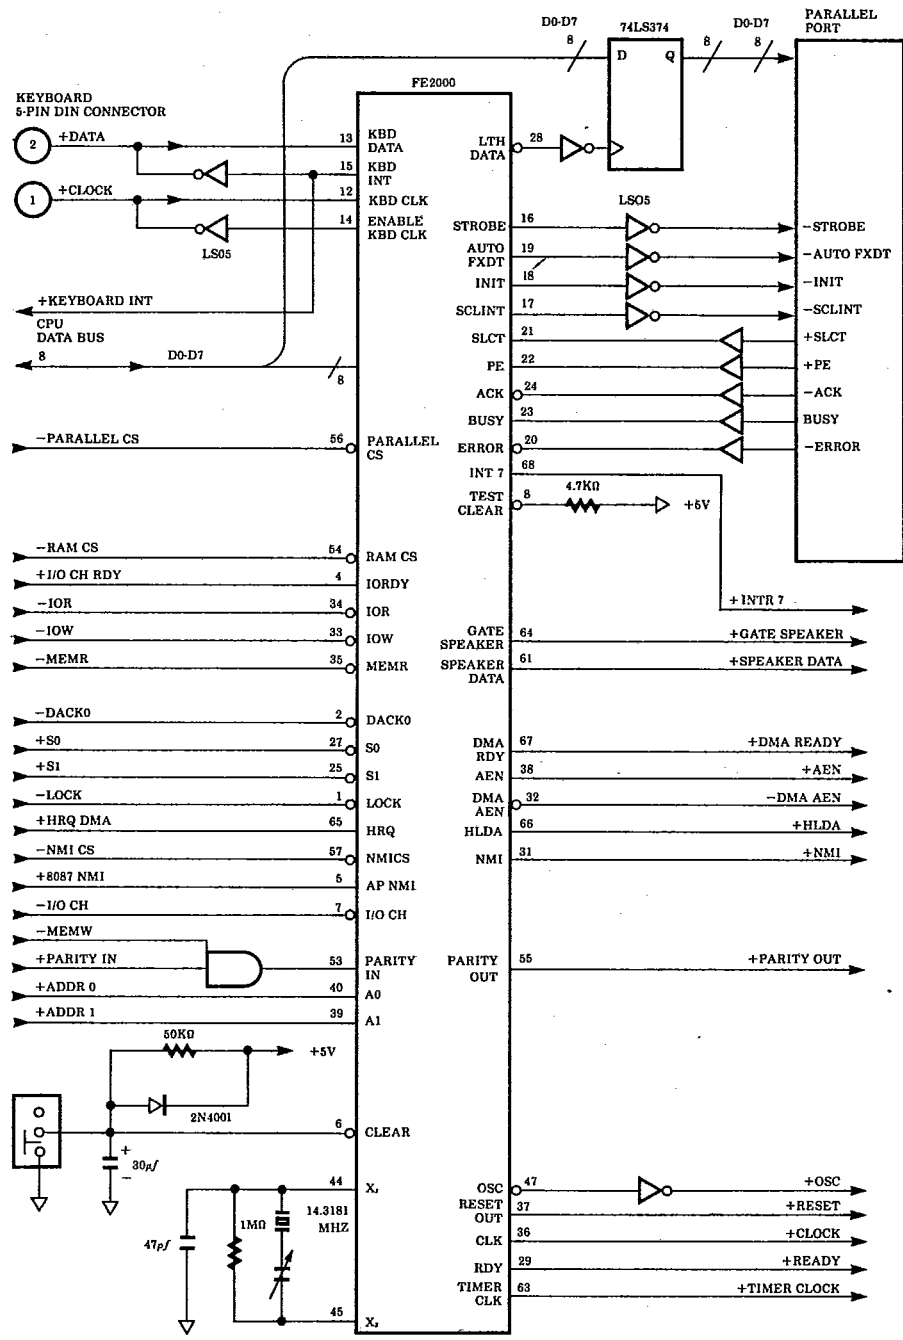 D0-D7
8
74LS374
D
Q
8
D0-D7
8
PARALLEL
PORT
FE2000
KEYBOARD
5-PIN DIN CONNECTOR
2
+DATA
13
KBD
DATA
15
KBD
INT
1
+CLOCK
12
KBD CLK
14
ENABLE
KBD CLK
LS05
+KEYBOARD INT
CPU
DATA BUS
8
D0-D7
8
LTH
DATA
28
LSO5
STROBE
16
-STROBE
AUTO
FXDT
19
-AUTO FXDT
INIT
18
-INIT
SCLINT
17
-SCLINT
SLCT
21
+SLCT
PE
22
+PE
ACK
24
-ACK
BUSY
23
BUSY
ERROR
20
-ERROR
INT 7
68
TEST
CLEAR
8
4.7KΩ
+5V
-PARALLEL CS
56
PARALLEL
CS
-RAM CS
54
RAM CS
+I/O CH RDY
4
IORDY
-IOR
34
IOR
-IOW
33
IOW
-MEMR
35
MEMR
+INTR 7
GATE
SPEAKER
64
+GATE SPEAKER
SPEAKER
DATA
61
+SPEAKER DATA
-DACK0
2
DACK0
+S0
27
S0
+S1
25
S1
-LOCK
1
LOCK
+HRQ DMA
65
HRQ
-NMI CS
57
NMICS
+8087 NMI
5
AP NMI
-I/O CH
7
I/O CH
-MEMW
+PARITY IN
53
PARITY
IN
+ADDR 0
40
A0
+ADDR 1
39
A1
DMA
RDY
67
+DMA READY
AEN
38
+AEN
DMA
AEN
32
-DMA AEN
HLDA
66
+HLDA
NMI
31
+NMI
PARITY
OUT
55
+PARITY OUT
50KΩ
+5V
2N4001
6
CLEAR
+
30μf
-
44
X₁
47pf
1MΩ
14.3181
MHZ
45
X₂
OSC
47
+OSC
RESET
OUT
37
+RESET
CLK
36
+CLOCK
RDY
29
+READY
TIMER
CLK
63
+TIMER CLOCK